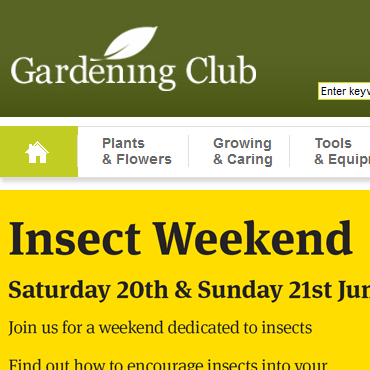 Gardening Club
Enter keyw
Plants
& Flowers
Growing
& Caring
Tools
& Equip
Insect Weekend
Saturday 20th & Sunday 21st Jun
Join us for a weekend dedicated to insects
Find out how to encourage insects into your